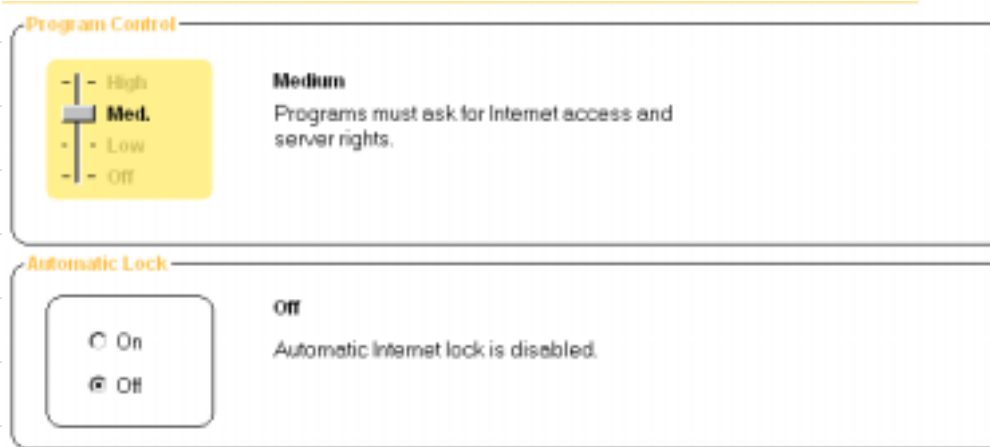 Program Control
High
Med.
Low
Off
Medium
Programs must ask for Internet access and
server rights.
Automatic Lock
On
Off
Off
Automatic Internet lock is disabled.